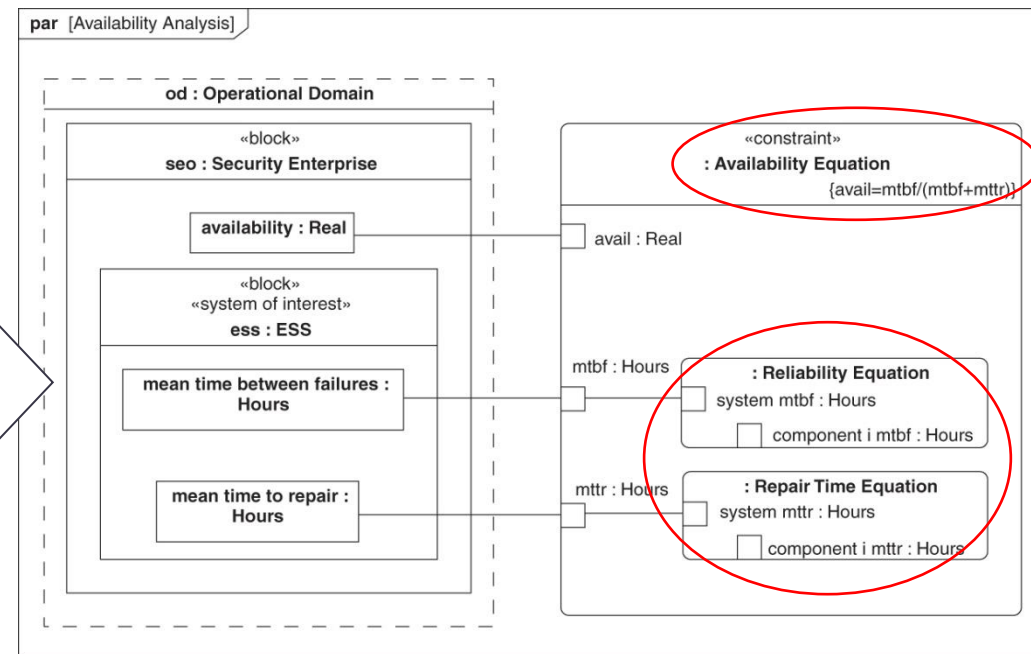 par [Availability Analysis]
od : Operational Domain
«block»
seo : Security Enterprise
availability : Real
«block»
«system of interest»
ess : ESS
mean time between failures :
Hours
mean time to repair :
Hours
«constraint»
: Availability Equation
{avail=mtbf/(mtbf+mttr)}
avail : Real
mtbf : Hours
: Reliability Equation
system mtbf : Hours
component i mtbf : Hours
mttr : Hours
: Repair Time Equation
system mttr : Hours
component i mttr : Hours